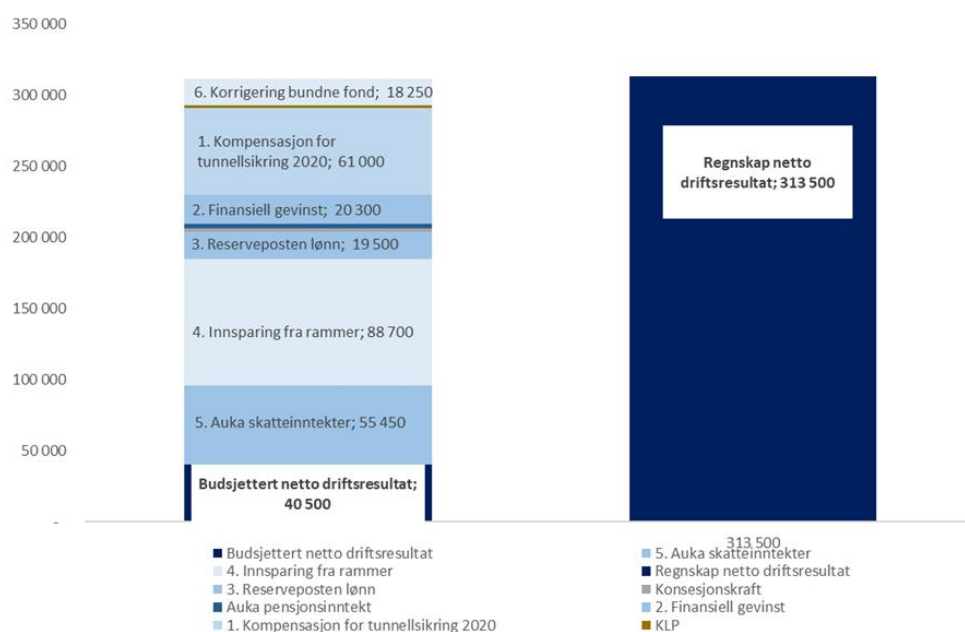 350 000
300 000
250 000
200 000
150 000
100 000
50 000
-
6. Korrigering bundne fond; 18 250
1. Kompensasjon for
tunnellsikring 2020; 61 000
2. Finansiell gevinst; 20 300
3. Reserveposten lønn; 19 500
4. Innsparing fra rammer; 88 700
5. Auka skatteinntekter; 55 450
Budsjettert netto driftsresultat;
40 500
Regnskap netto
driftsresultat; 313 500
313 500
Budsjettert netto driftsresultat
5. Auka skatteinntekter
4. Innsparing fra rammer
Regnskap netto driftsresultat
3. Reserveposten lønn
Konsesjonskraft
Auka pensjonsinntekt
2. Finansiell gevinst
1. Kompensasjon for tunnellsikring 2020
KLP